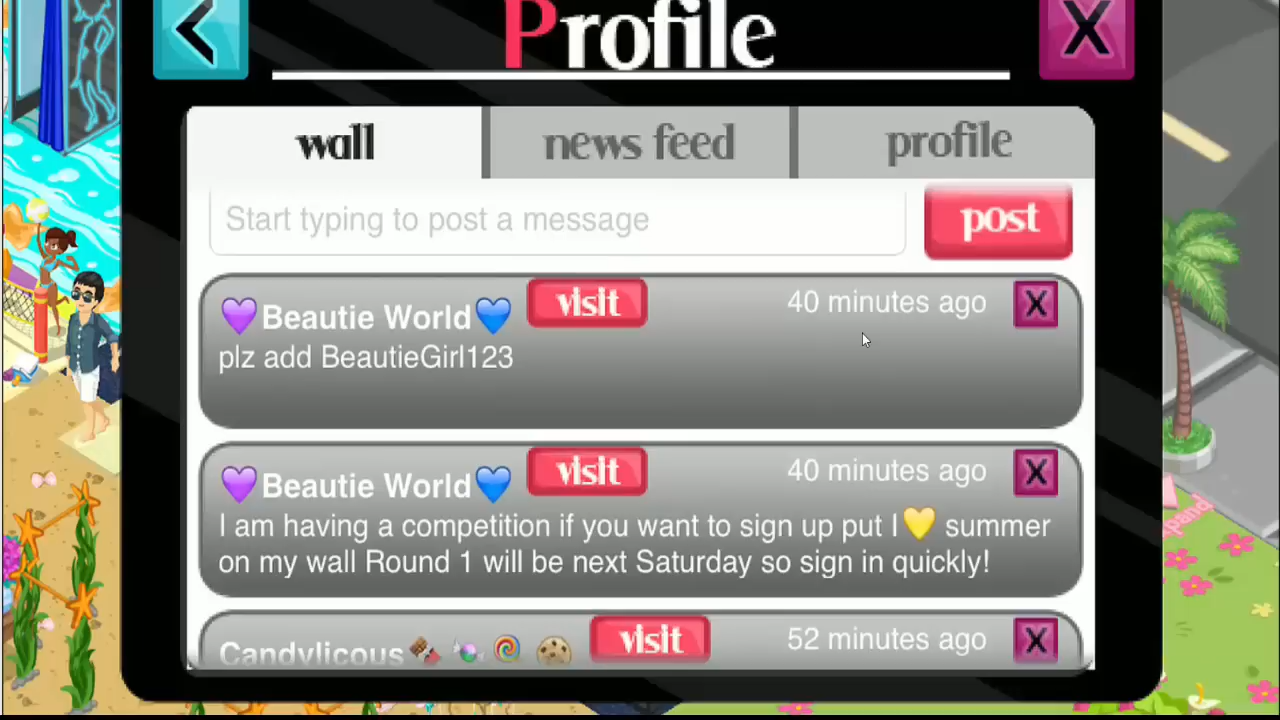 Profile
wall
news feed
profile
Start typing to post a message
post
💜Beautie World💙
visit
40 minutes ago
X
plz add BeautieGirl123
💜Beautie World💙
visit
40 minutes ago
X
I am having a competition if you want to sign up put I💛 summer
on my wall Round 1 will be next Saturday so sign in quickly!
Candylicous🍫🍬🍭🍪
visit
52 minutes ago
X